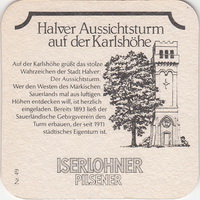 Halver Aussichtsturm
auf der Karlshöhe
Auf der Karlshöhe grüßt das stolze
Wahrzeichen der Stadt Halver:
Der Aussichtsturm.
Wer den Westen des Märkischen
Sauerlands mal aus luftigen
Höhen entdecken will, ist herzlich
eingeladen. Bereits 1893 ließ der
Sauerländische Gebirgsverein den
Turm erbauen, der seit 1911
städtisches Eigentum ist.
ISERLOHNER
PILSENER